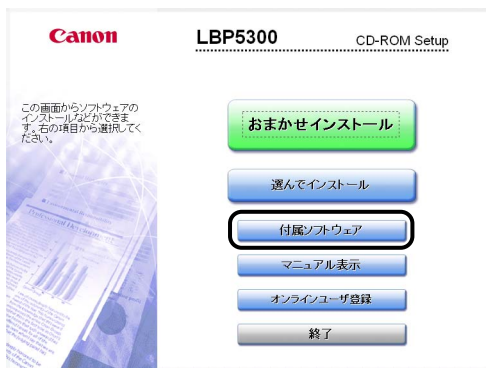 Canon
LBP5300
CD-ROM Setup
この画面からソフトウェアの
インストールなどができま
す。右の項目から選択してく
ださい。
おまかせインストール
選んでインストール
付属ソフトウェア
マニュアル表示
オンラインユーザ登録
終了